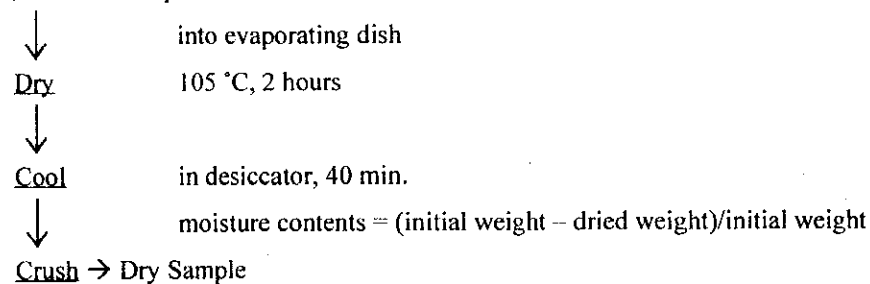 into evaporating dish
Dry 105 °C, 2 hours
Cool in desiccator, 40 min.
moisture contents = (initial weight – dried weight)/initial weight
Crush → Dry Sample